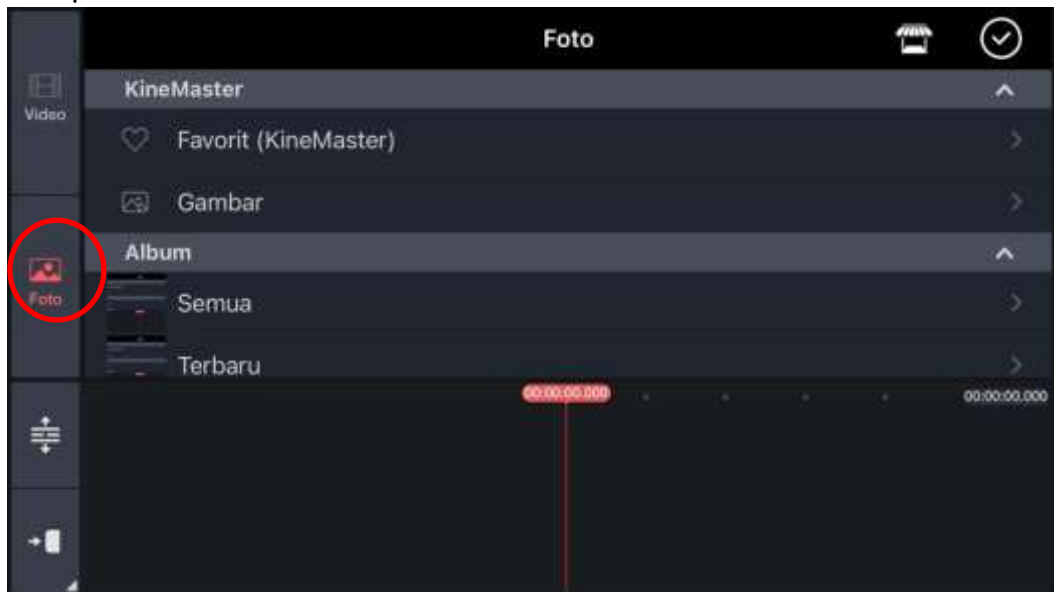 Foto
KineMaster
Video
Favorit (KineMaster)
Gambar
Album
Foto
Semua
Terbaru
00:00:00.000
00:00:00.000